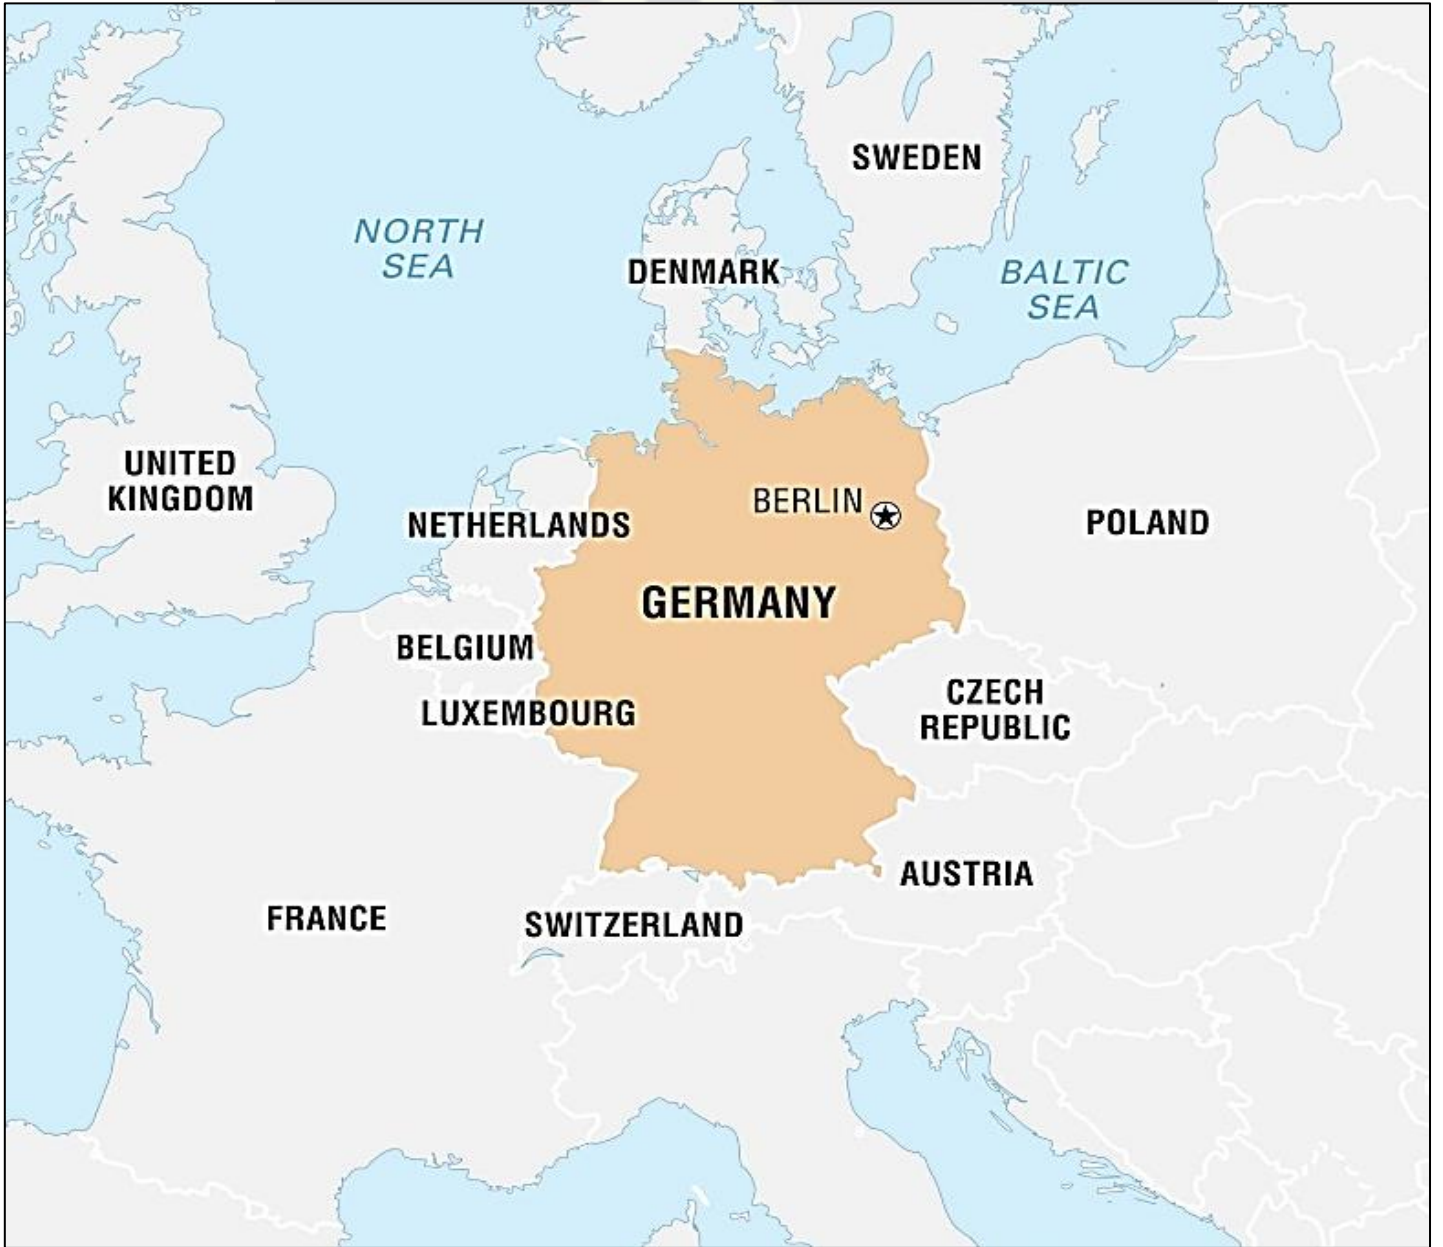 SWEDEN
NORTH
SEA
DENMARK
BALTIC
SEA
UNITED
KINGDOM
NETHERLANDS
BERLIN
POLAND
GERMANY
BELGIUM
LUXEMBOURG
CZECH
REPUBLIC
AUSTRIA
FRANCE
SWITZERLAND